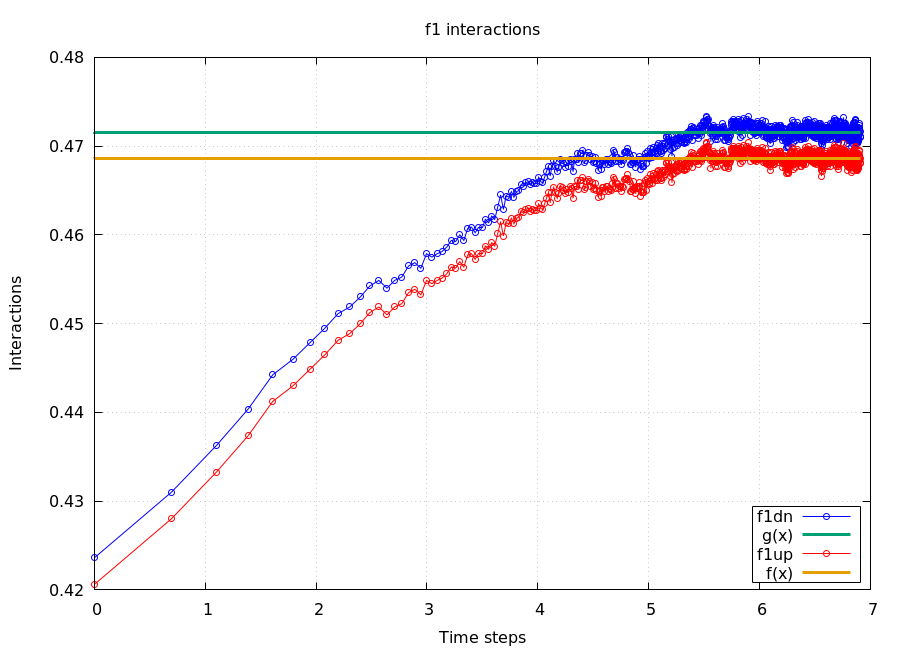 f1 interactions
0.48
0.47
0.46
0.45
0.44
0.43
0.42
Interactions
f1dn
g(x)
f1up
f(x)
0 1 2 3 4 5 6 7
Time steps